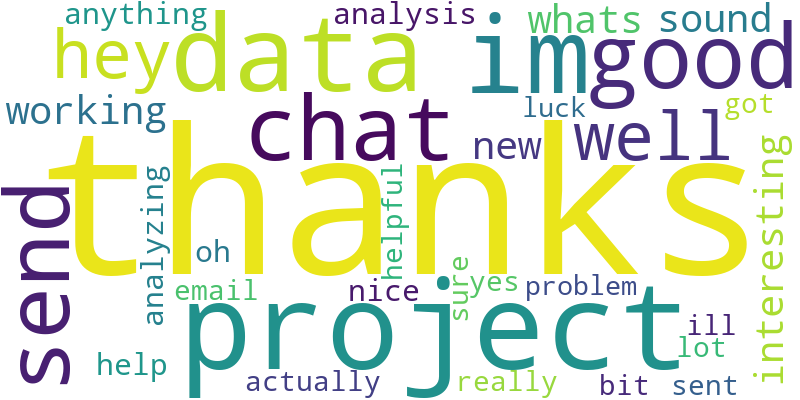 anything
analysis
whats
sound
hey
data
im
good
working
chat
luck
got
new
well
thanks
send
analyzing
helpful
interesting
oh
sure
yes
email
nice
problem
project
ill
lot
help
actually
really
bit
sent